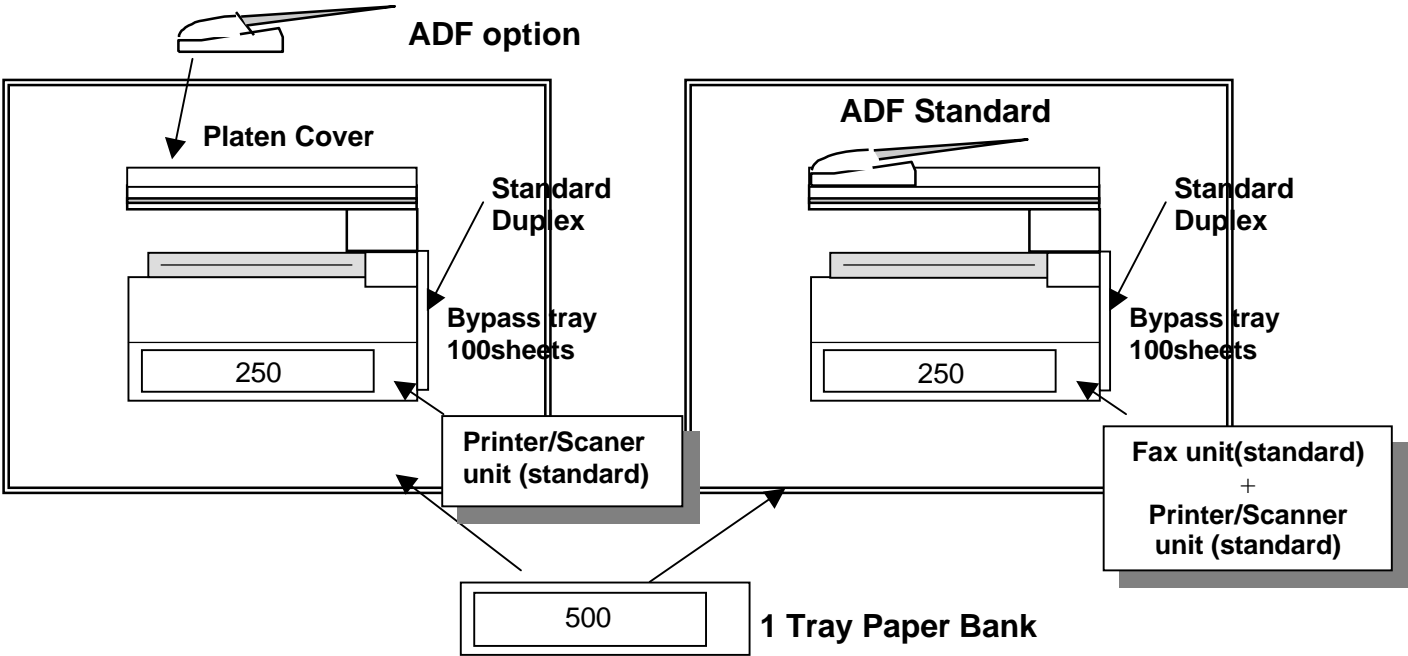 ADF option
Platen Cover
Standard
Duplex
Bypass tray
100sheets
250
Printer/Scaner
unit (standard)
ADF Standard
Standard
Duplex
Bypass tray
100sheets
250
Fax unit(standard)
+
Printer/Scanner
unit (standard)
500
1 Tray Paper Bank